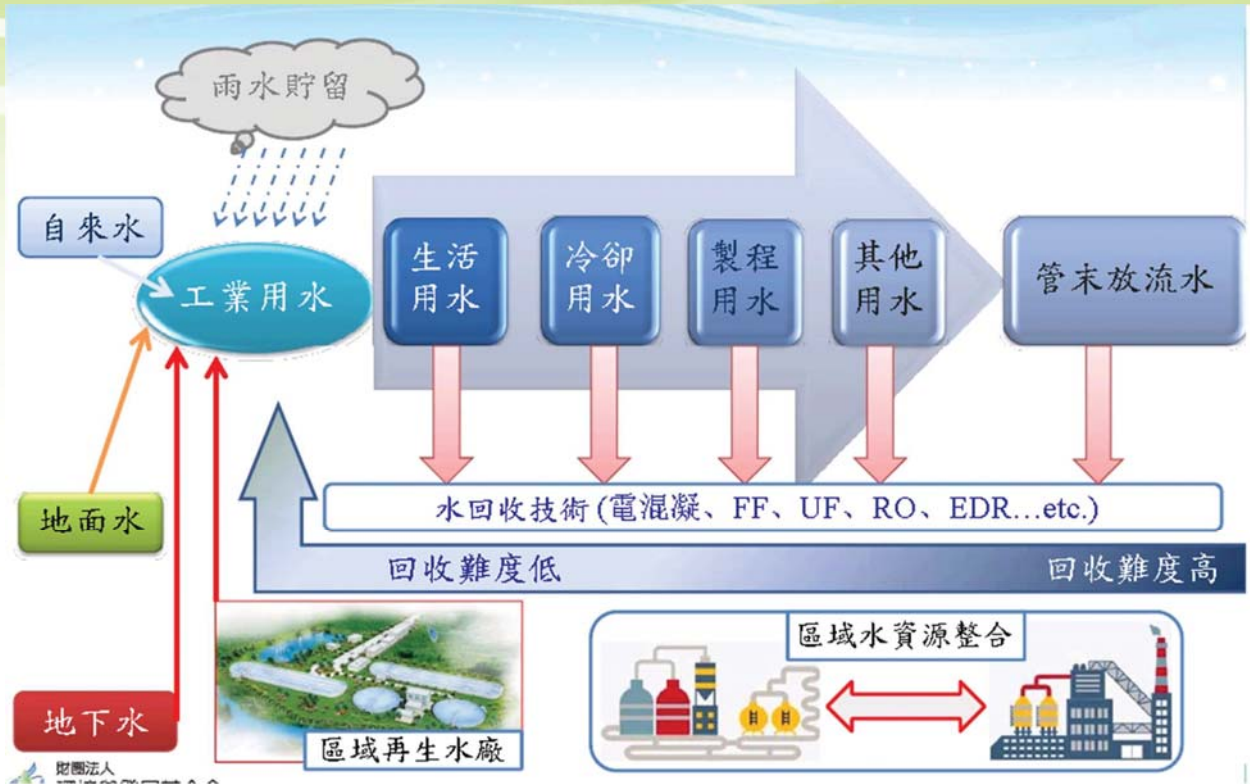 雨水貯留
自來水
工業用水
生活
用水
冷卻
用水
製程
用水
其他
用水
管末放流水
地面水
水回收技術(電混凝、FF、UF、RO、EDR…etc.)
回收難度低
回收難度高
區域水資源整合
地下水
區域再生水廠
財團法人